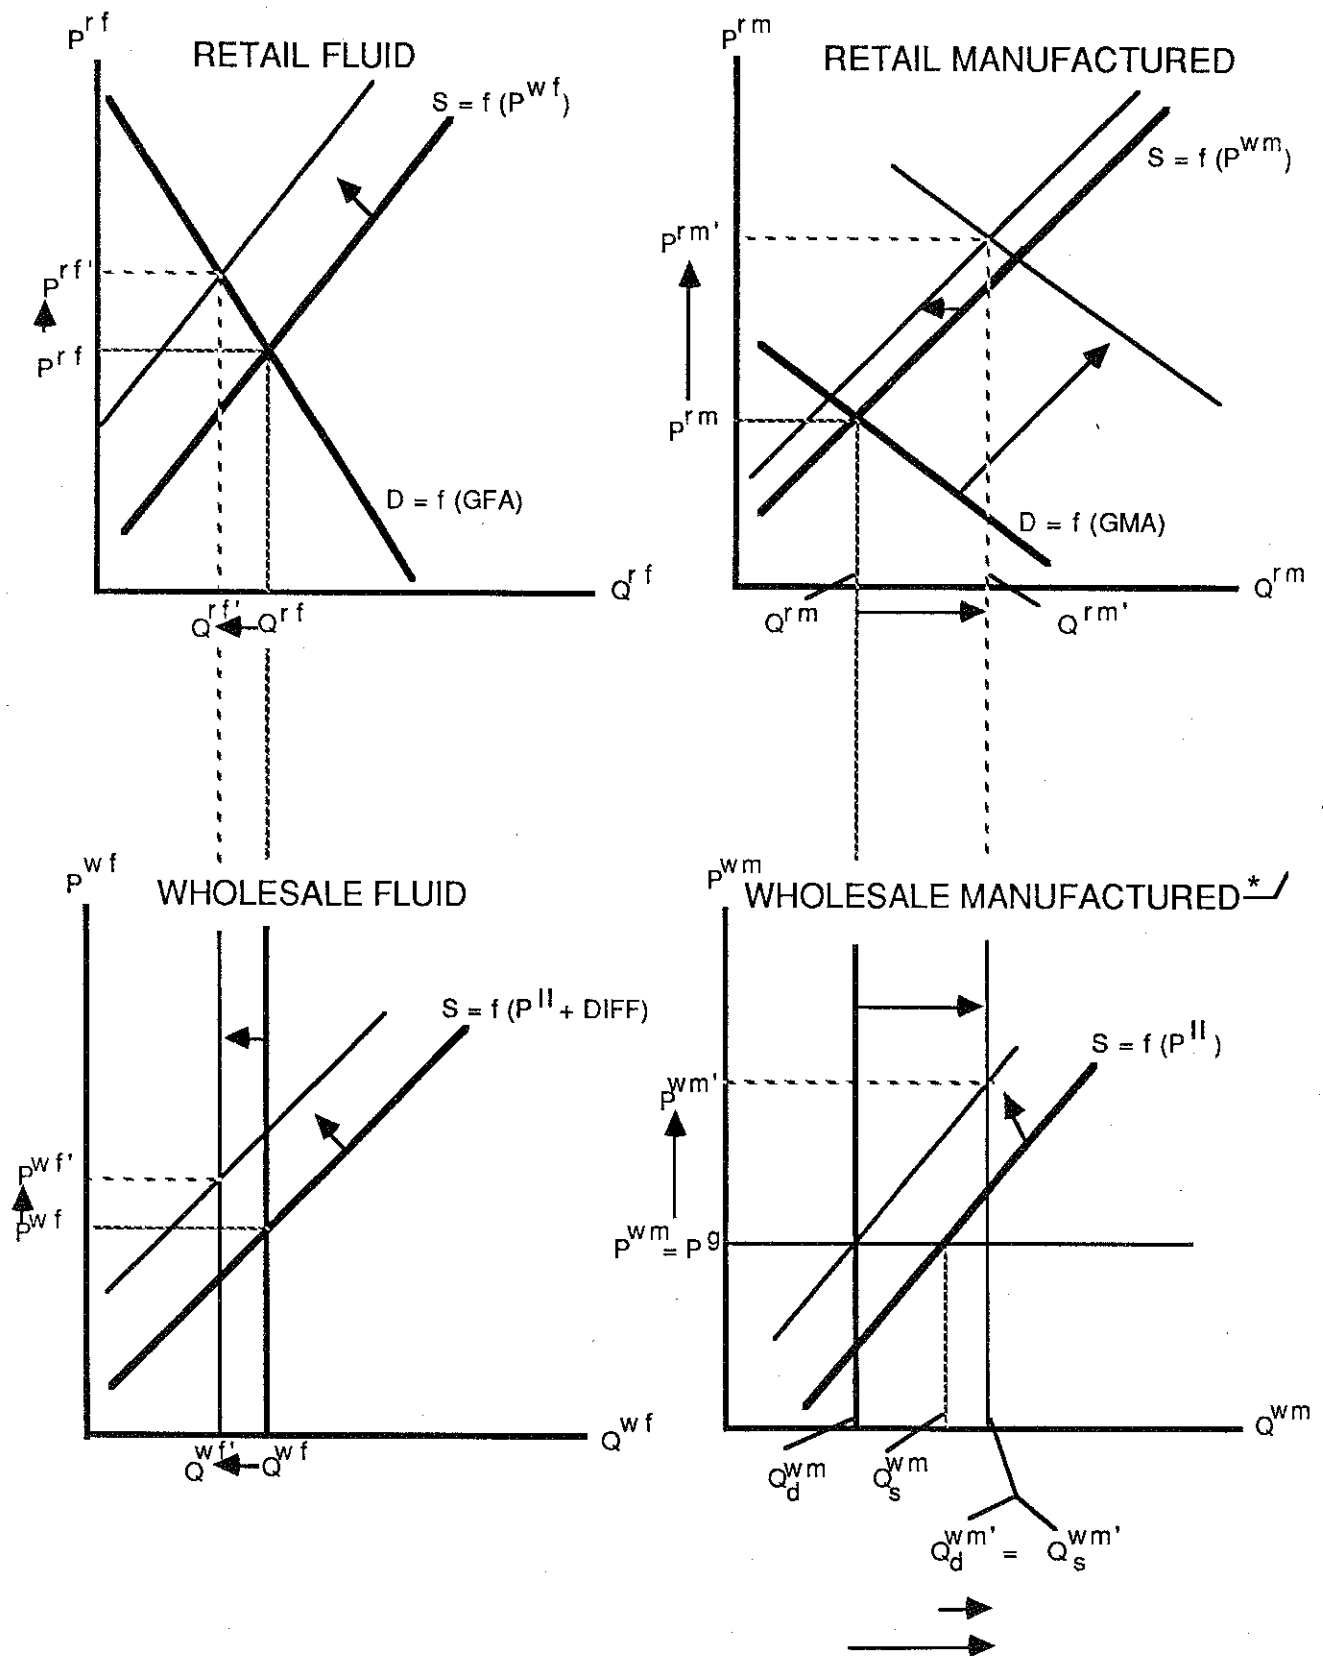 P^rf
RETAIL FLUID
S = f (P^wf)
P^rf'
P^rf
D = f (GFA)
Q^rf
Q^rf' Q^rf
P^rm
RETAIL MANUFACTURED
S = f (P^wm)
P^rm'
P^rm
D = f (GMA)
Q^rm
Q^rm Q^rm'
P^wf
WHOLESALE FLUID
S = f (P^II + DIFF)
P^wf'
P^wf
Q^wf
Q^wf' Q^wf
P^wm
WHOLESALE MANUFACTURED *
S = f (P^II)
P^wm'
P^wm = P^g
Q^wm
Q_d^wm Q_s^wm
Q_d^wm' = Q_s^wm'